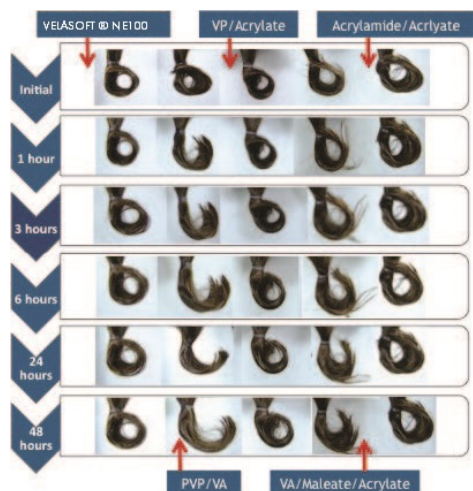 VELÁSOFT ® NE100
VP/Acrylate
Acrylamide/Acrlyate
Initial
1 hour
3 hours
6 hours
24
hours
48
hours
PVP/VA
VA/Maleate/Acrylate